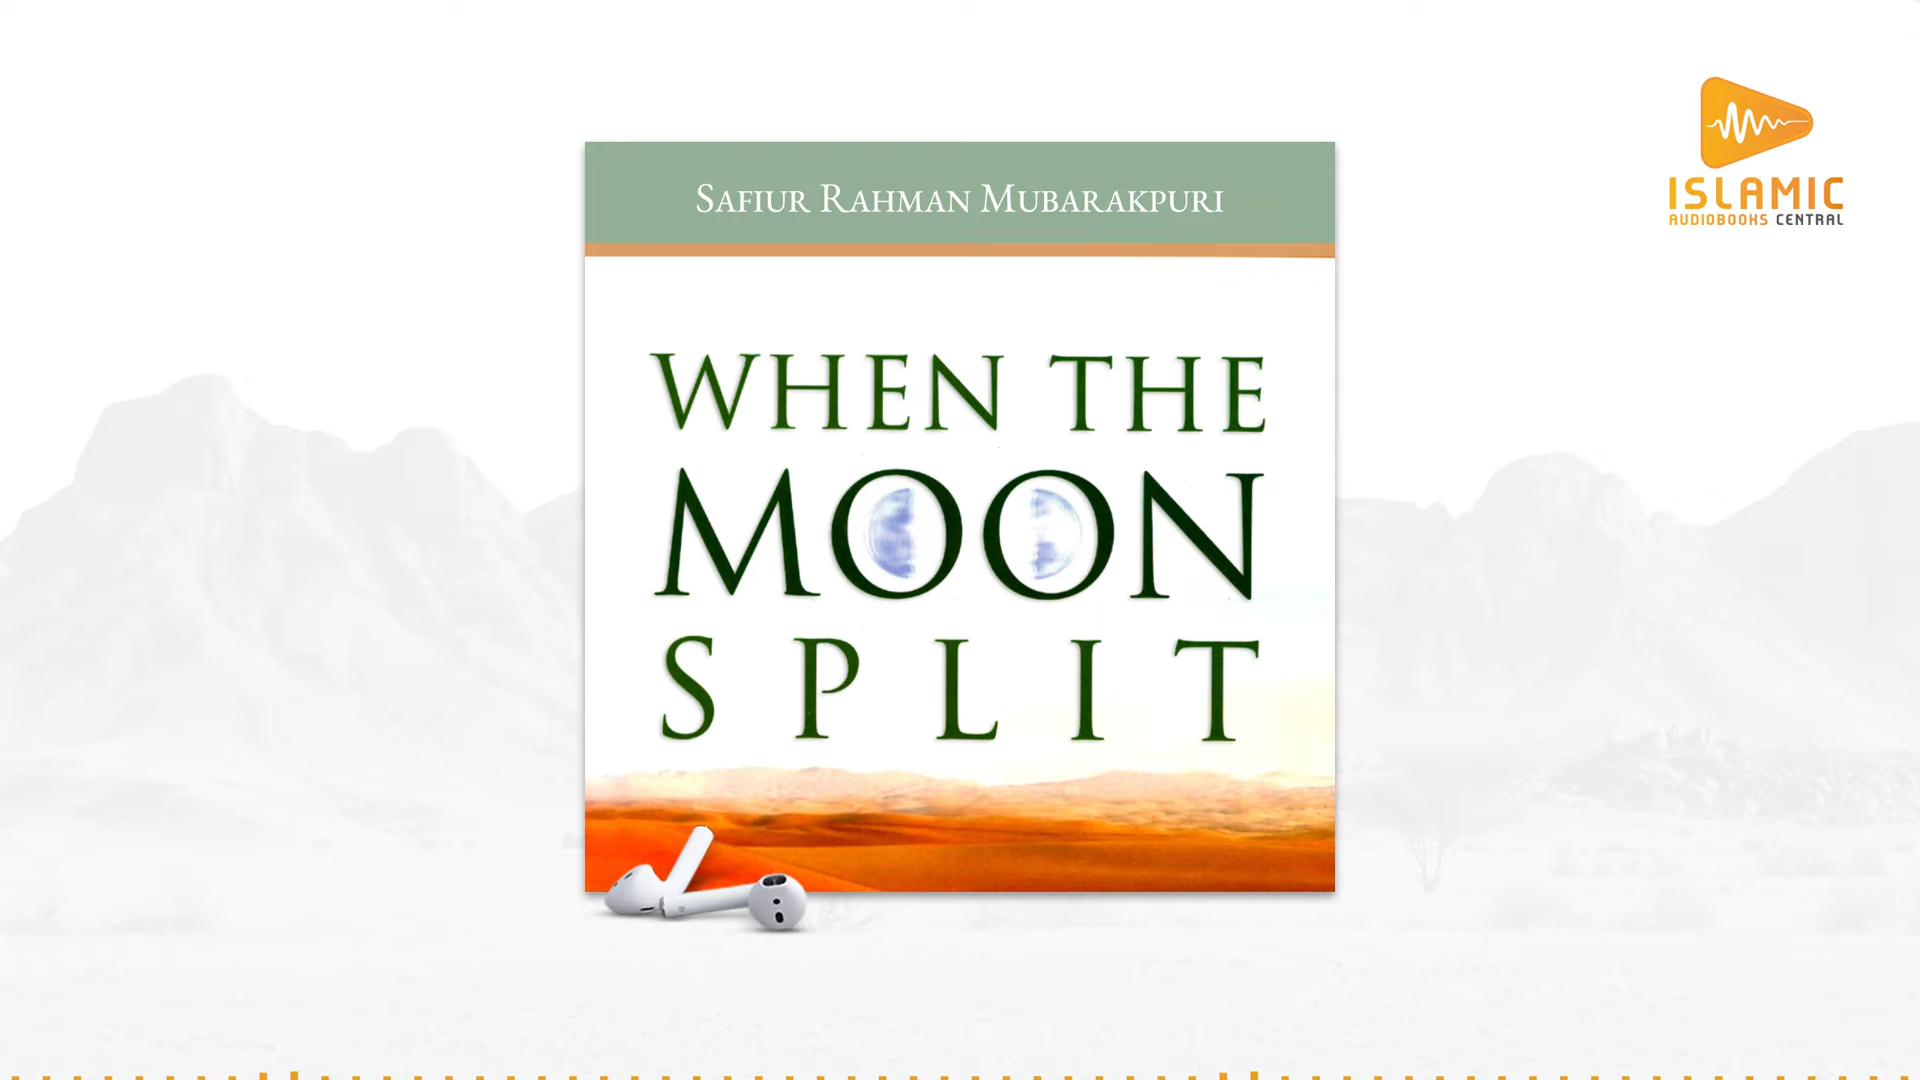 SAFIUR RAHMAN MUBARAKPURI
WHEN THE
MOON
SPLIT
ISLAMIC
AUDIOBOOKS CENTRAL